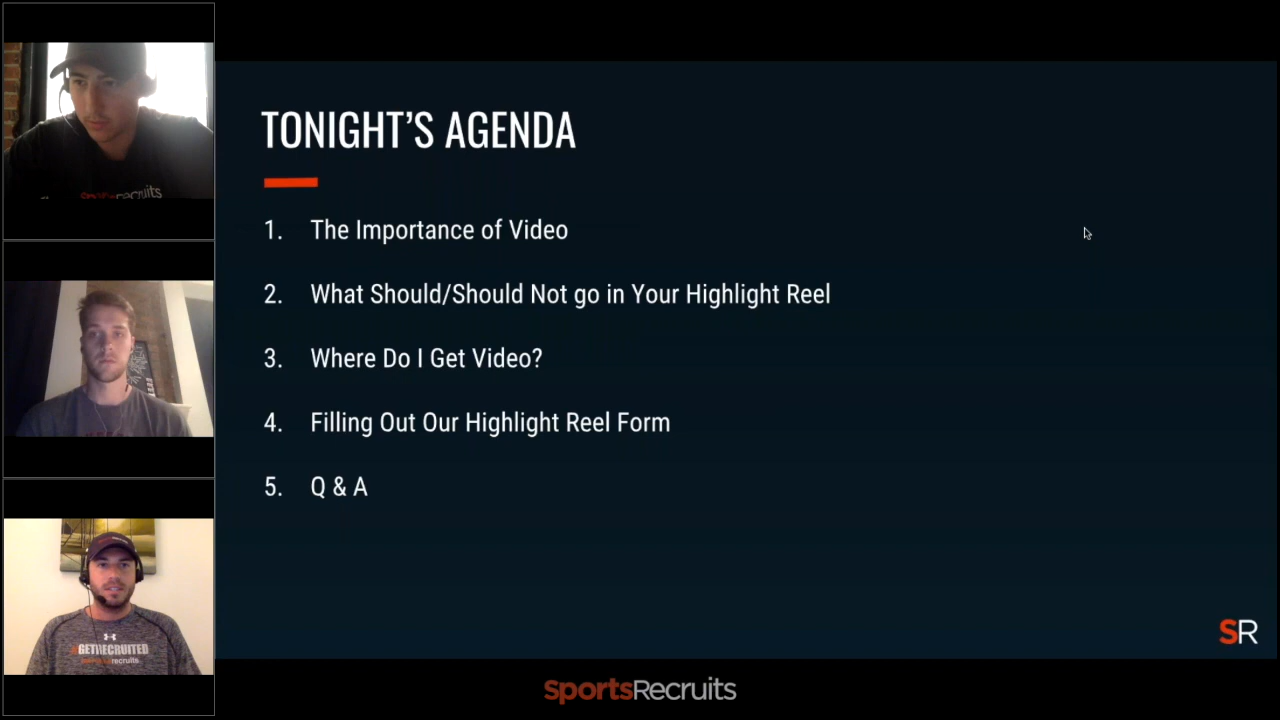 TONIGHT'S AGENDA
1. The Importance of Video
2. What Should/Should Not go in Your Highlight Reel
3. Where Do I Get Video?
4. Filling Out Our Highlight Reel Form
5. Q & A
SR
SportsRecruits
SportsRecruits
#GETRECRUITED